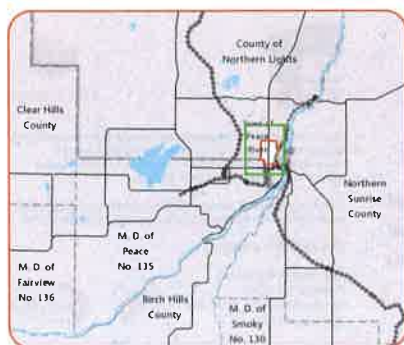 County of
Northern Lights
Clear Hills
County
Peace
Northern
Sunrise
County
M. D. of
Peace
No. 135
M. D. of
Fairview
No. 136
Birch Hills
County
M. D. of
Smoky
No. 130